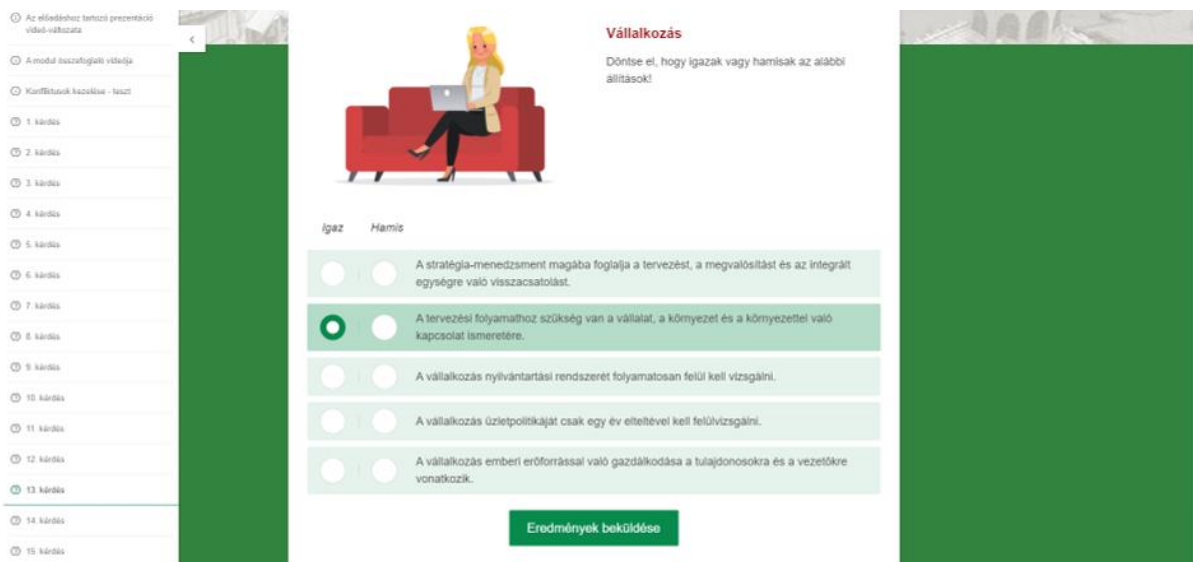 Az előadáshoz tartozó prezentáció
videó-változata
A modul összefoglaló videója
Konfliktusok kezelése - teszt
1. kérdés
2. kérdés
3. kérdés
4. kérdés
5. kérdés
6. kérdés
7. kérdés
8. kérdés
9. kérdés
10. kérdés
11. kérdés
12. kérdés
13. kérdés
14. kérdés
15. kérdés
Vállalkozás
Döntse el, hogy igazak vagy hamisak az alábbi
állítások!
Igaz Hamis
A stratégia-menedzsment magába foglalja a tervezést, a megvalósítást és az integrált
egységre való visszacsatolást.
A tervezési folyamathoz szükség van a vállalat, a környezet és a környezettel való
kapcsolat ismeretére.
A vállalkozás nyilvántartási rendszerét folyamatosan felül kell vizsgálni.
A vállalkozás üzletpolitikáját csak egy év elteltével kell felülvizsgálni.
A vállalkozás emberi erőforrással való gazdálkodása a tulajdonosokra és a vezetőkre
vonatkozik.
Eredmények beküldése